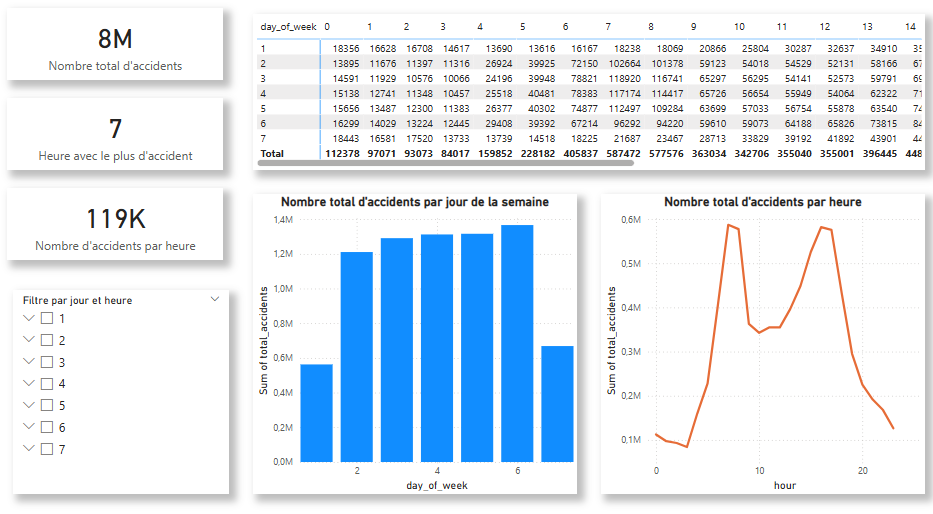 8M
Nombre total d'accidents
7
Heure avec le plus d'accident
119K
Nombre d'accidents par heure
Filtre par jour et heure
1
2
3
4
5
6
7
day_of_week 0 1 2 3 4 5 6 7 8 9 10 11 12 13 14
1 18356 16628 16708 14617 13690 13616 16167 18238 18069 20866 25804 30287 32637 34910 35
2 13895 11676 11397 11316 26924 39925 72150 102664 101378 59123 54018 54529 52131 58166 67
3 14591 11929 10576 10066 24196 39948 78821 118920 116741 65297 56295 54141 52573 59791 69
4 15138 12741 11348 10457 25518 40481 78383 117174 114417 65726 56654 55949 54064 62322 71
5 15656 13487 12300 11383 26377 40302 74877 112497 109284 63699 57033 56754 55878 63540 74
6 16299 14029 13224 12445 29408 39392 67214 96292 94220 59610 59073 64188 65826 73815 84
7 18443 16581 17520 13733 13739 14518 18225 21687 23467 28713 33829 39192 41892 43901 44
Total 112378 97071 93073 84017 159852 228182 405837 587472 577576 363034 342706 355040 355001 396445 448
Nombre total d'accidents par jour de la semaine
Sum of total_accidents
1,4M
1,2M
1,0M
0,8M
0,6M
0,4M
0,2M
0,0M
2 4 6
day_of_week
Nombre total d'accidents par heure
Sum of total_accidents
0,6M
0,5M
0,4M
0,3M
0,2M
0,1M
0 10 20
hour